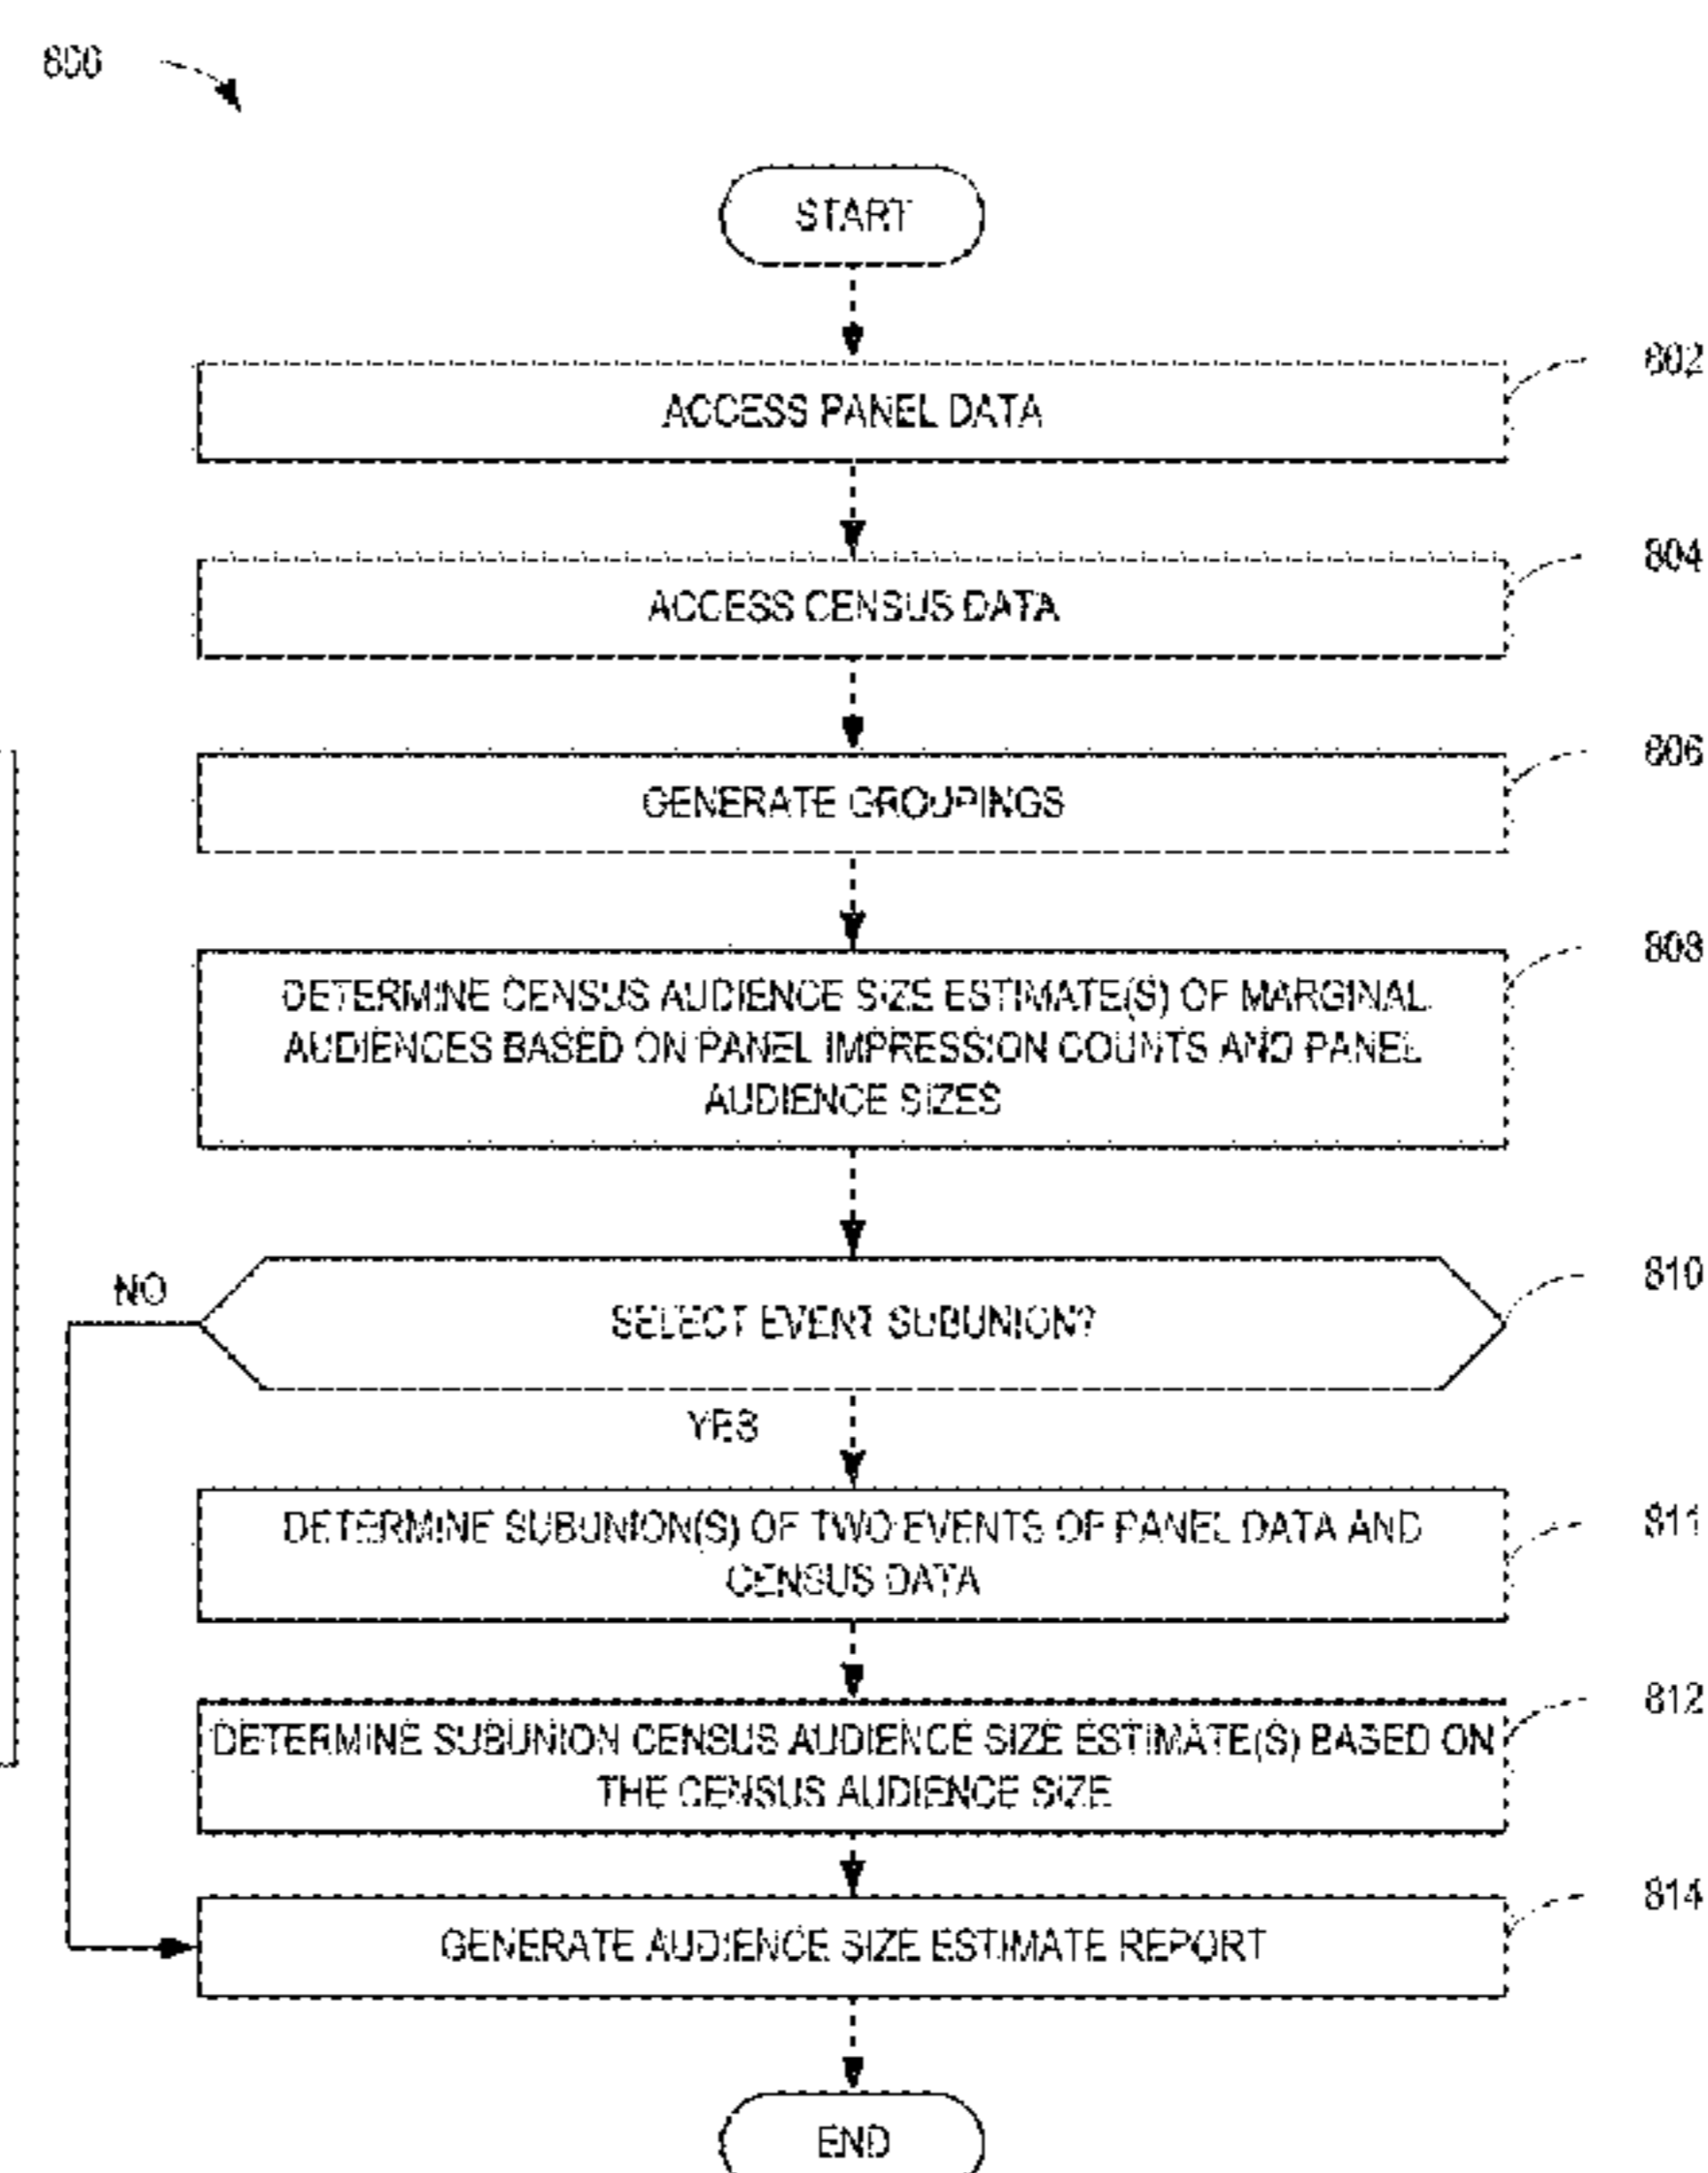 800
START
802
ACCESS PANEL DATA
804
ACCESS CENSUS DATA
806
GENERATE GROUPINGS
808
DETERMINE CENSUS AUDIENCE SIZE ESTIMATE(S) OF MARGINAL
AUDIENCES BASED ON PANEL IMPRESSION COUNTS AND PANEL
AUDIENCE SIZES
810
NO
SELECT EVENT SUBUNION?
YES
811
DETERMINE SUBUNION(S) OF TWO EVENTS OF PANEL DATA AND
CENSUS DATA
812
DETERMINE SUBUNION CENSUS AUDIENCE SIZE ESTIMATE(S) BASED ON
THE CENSUS AUDIENCE SIZE
814
GENERATE AUDIENCE SIZE ESTIMATE REPORT
END